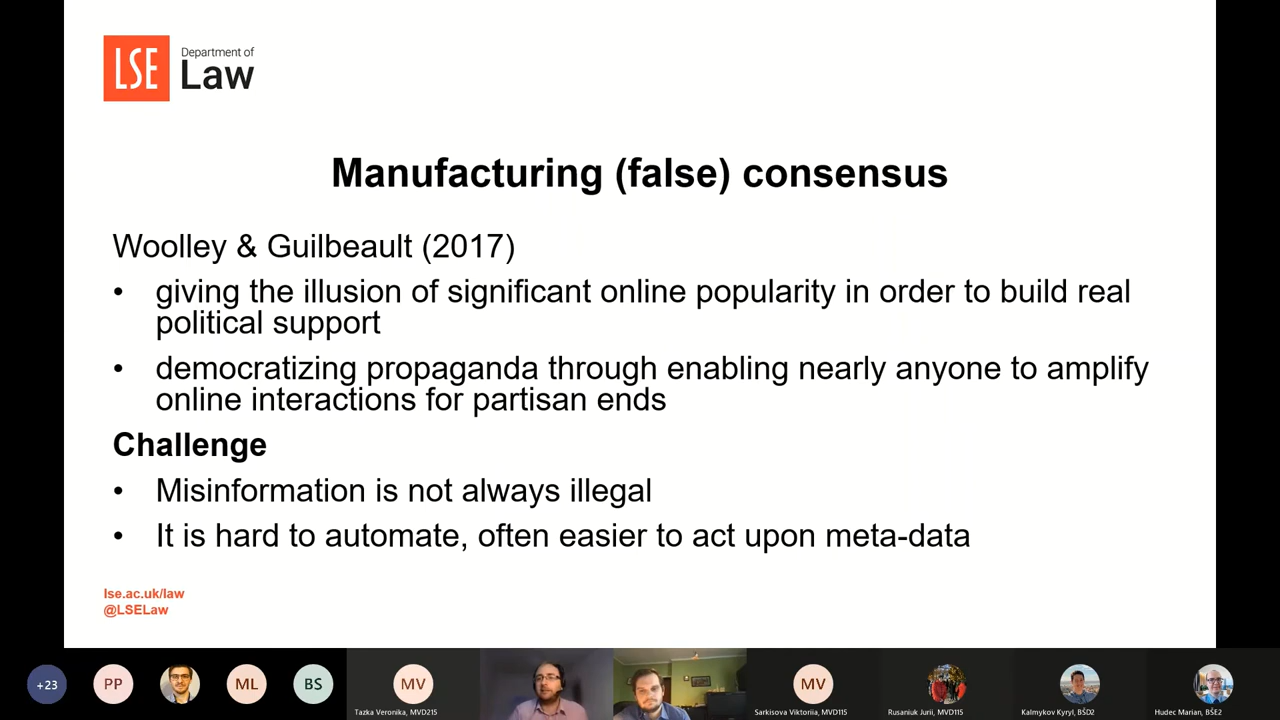 LSE
Department of
Law
Manufacturing (false) consensus
Woolley & Guilbeault (2017)
• giving the illusion of significant online popularity in order to build real
political support
• democratizing propaganda through enabling nearly anyone to amplify
online interactions for partisan ends
Challenge
• Misinformation is not always illegal
• It is hard to automate, often easier to act upon meta-data
lse.ac.uk/law
@LSELaw
+23
PP
ML
BS
MV
MV
Tazka Veronika, MVD215
Sarkisova Viktoriia, MVD115
Rusaniuk Jurii, MVD115
Kalmykov Kyryl, BŠD2
Hudec Marian, BŠE2